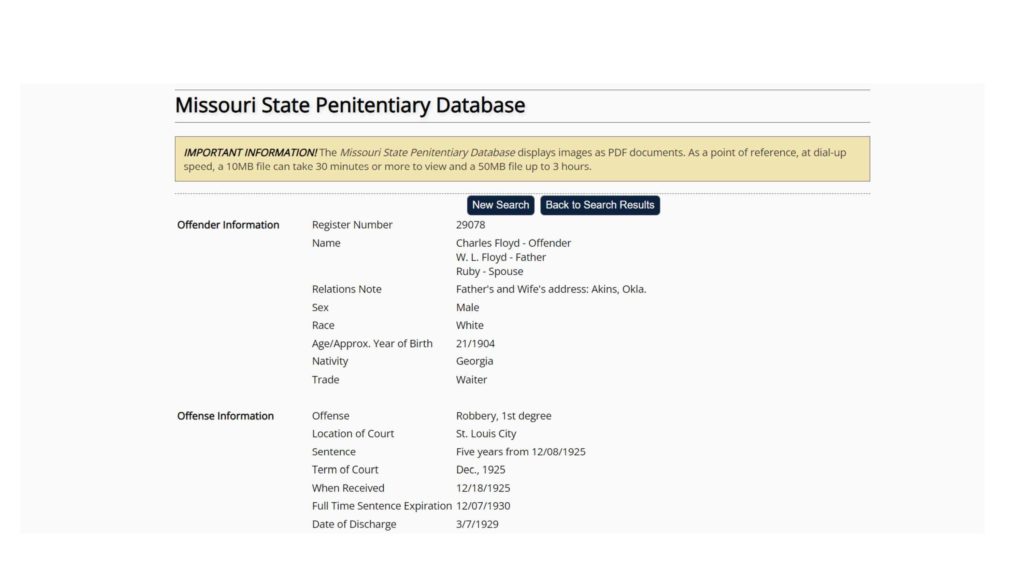 Missouri State Penitentiary Database
IMPORTANT INFORMATION! The Missouri State Penitentiary Database displays images as PDF documents. As a point of reference, at dial-up
speed, a 10MB file can take 30 minutes or more to view and a 50MB file up to 3 hours.
New Search Back to Search Results
Offender Information Register Number 29078
Name Charles Floyd - Offender
W. L. Floyd - Father
Ruby - Spouse
Relations Note Father's and Wife's address: Akins, Okla.
Sex Male
Race White
Age/Approx. Year of Birth 21/1904
Nativity Georgia
Trade Waiter
Offense Information Offense Robbery, 1st degree
Location of Court St. Louis City
Sentence Five years from 12/08/1925
Term of Court Dec., 1925
When Received 12/18/1925
Full Time Sentence Expiration 12/07/1930
Date of Discharge 3/7/1929